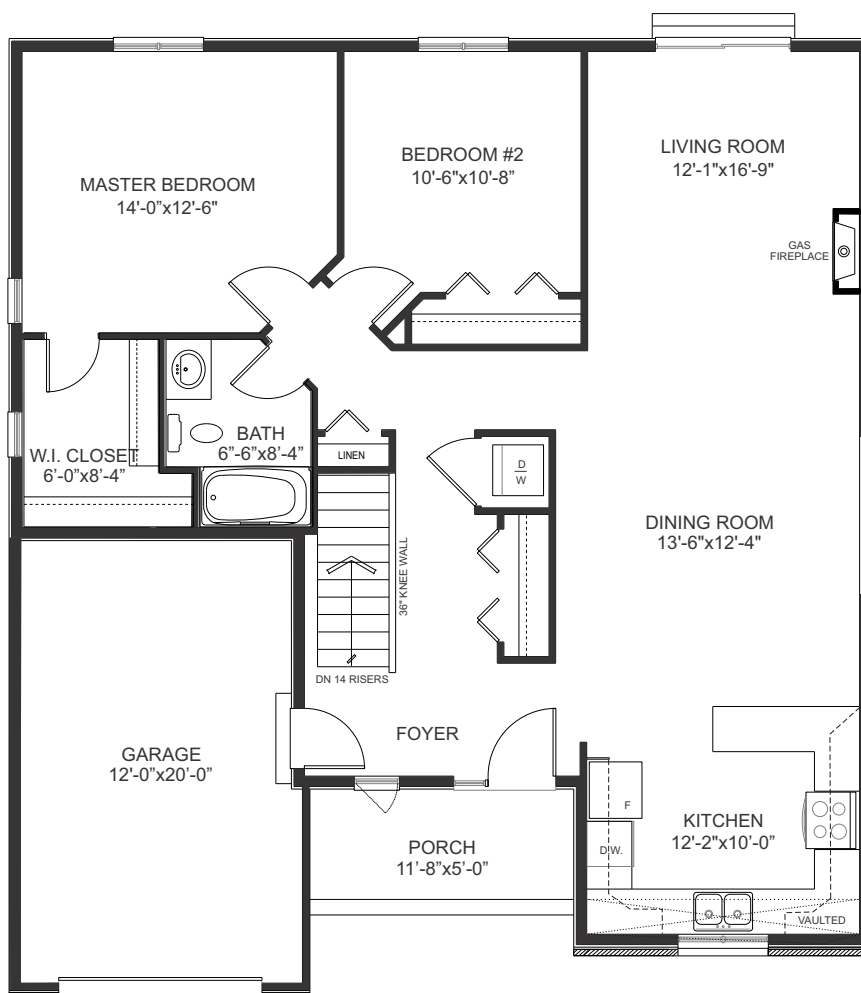 MASTER BEDROOM
14'-0"x12'-6"
BEDROOM #2
10'-6"x10'-8"
LIVING ROOM
12'-1"x16'-9"
GAS
FIREPLACE
W.I. CLOSET
6'-0"x8'-4"
BATH
6"-6"x8'-4"
LINEN
D
W
36" KNEE WALL
DINING ROOM
13'-6"x12'-4"
DN 14 RISERS
FOYER
GARAGE
12'-0"x20'-0"
PORCH
11'-8"x5'-0"
F
D.W.
KITCHEN
12'-2"x10'-0"
VAULTED